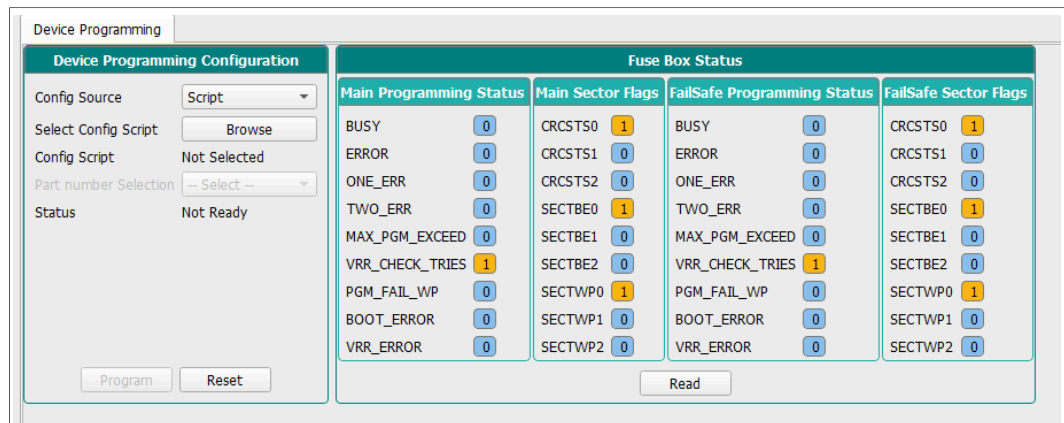 Device Programming
Device Programming Configuration
Config Source Script
Select Config Script Browse
Config Script Not Selected
Part number Selection -- Select --
Status Not Ready
Program Reset
Fuse Box Status
Main Programming Status Main Sector Flags FailSafe Programming Status FailSafe Sector Flags
BUSY 0 CRCSTS0 1 BUSY 0 CRCSTS0 1
ERROR 0 CRCSTS1 0 ERROR 0 CRCSTS1 0
ONE_ERR 0 CRCSTS2 0 ONE_ERR 0 CRCSTS2 0
TWO_ERR 0 SECTBE0 1 TWO_ERR 0 SECTBE0 1
MAX_PGM_EXCEED 0 SECTBE1 0 MAX_PGM_EXCEED 0 SECTBE1 0
VRR_CHECK_TRIES 1 SECTBE2 0 VRR_CHECK_TRIES 1 SECTBE2 0
PGM_FAIL_WP 0 SECTWP0 1 PGM_FAIL_WP 0 SECTWP0 1
BOOT_ERROR 0 SECTWP1 0 BOOT_ERROR 0 SECTWP1 0
VRR_ERROR 0 SECTWP2 0 VRR_ERROR 0 SECTWP2 0
Read